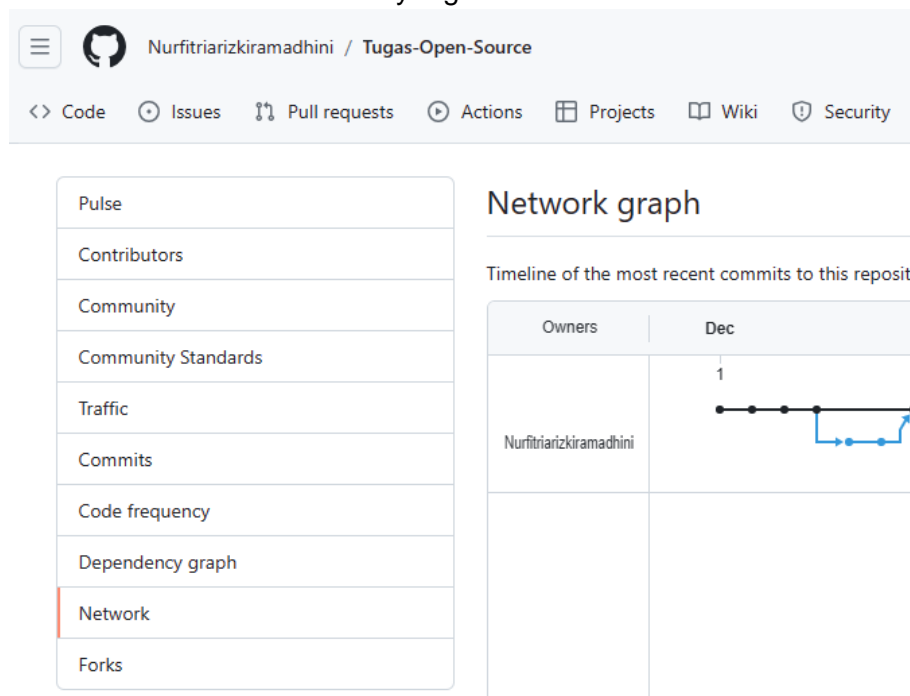 Nurfitriarizkiramadhini / Tugas-Open-Source
Code Issues Pull requests Actions Projects Wiki Security
Pulse
Contributors
Community
Community Standards
Traffic
Commits
Code frequency
Dependency graph
Network
Forks
Network graph
Timeline of the most recent commits to this reposit
Owners Dec
1
Nurfitriarizkiramadhini